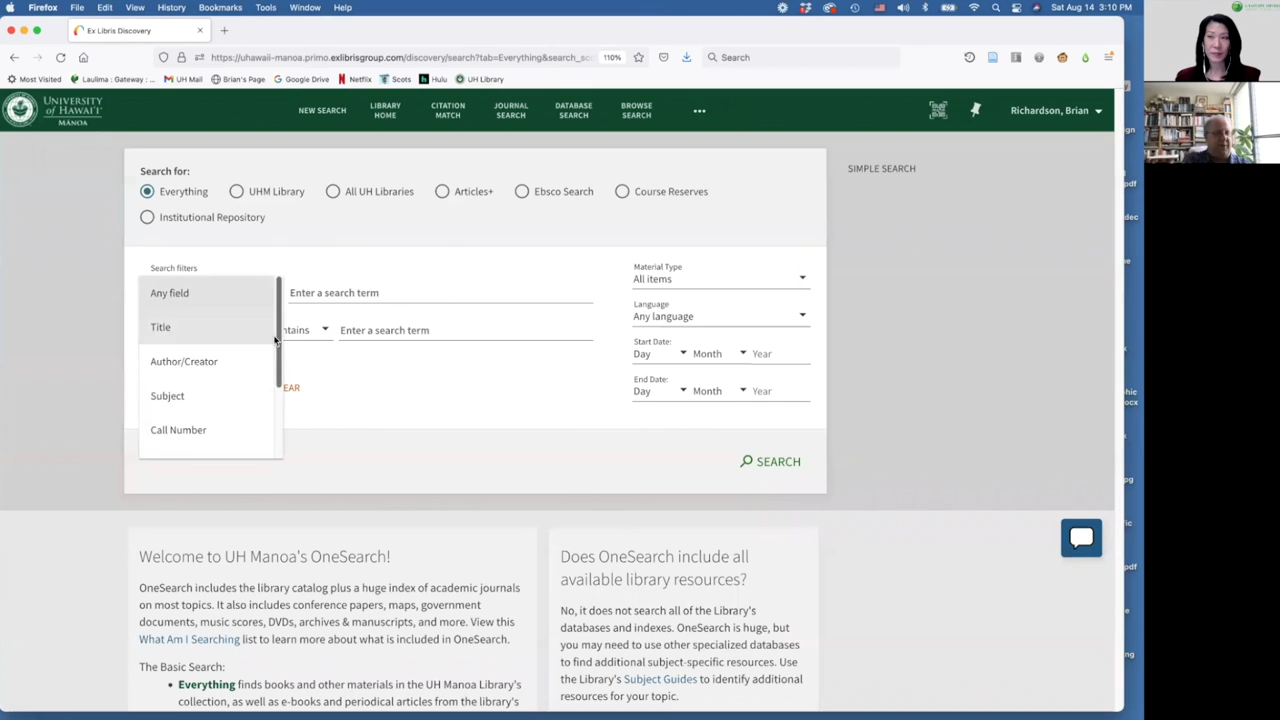 Firefox File Edit View History Bookmarks Tools Window Help
Sat Aug 14 3:10 PM
Ex Libris Discovery
https://uhawaii-manoa.primo.exlibrisgroup.com/discovery/search?tab=Everything&search_sc
110%
Search
Most Visited
Laulima : Gateway : ...
UH Mail
Brian's Page
Google Drive
Netflix
Scots
Hulu
UH Library
UNIVERSITY
OF HAWAI'I
MĀNOA
NEW SEARCH
LIBRARY HOME
CITATION MATCH
JOURNAL SEARCH
DATABASE SEARCH
BROWSE SEARCH
Richardson, Brian
Search for:
SIMPLE SEARCH
Everything
UHM Library
All UH Libraries
Articles+
Ebsco Search
Course Reserves
Institutional Repository
Search filters
Any field
Enter a search term
Title
ntains
Enter a search term
Author/Creator
Subject
EAR
Call Number
Material Type
All items
Language
Any language
Start Date:
Day Month Year
End Date:
Day Month Year
SEARCH
Welcome to UH Manoa's OneSearch!
OneSearch includes the library catalog plus a huge index of academic journals
on most topics. It also includes conference papers, maps, government
documents, music scores, DVDs, archives & manuscripts, and more. View this
What Am I Searching list to learn more about what is included in OneSearch.
The Basic Search:
• Everything finds books and other materials in the UH Manoa Library's
collection, as well as e-books and periodical articles from the library's
Does OneSearch include all
available library resources?
No, it does not search all of the Library's
databases and indexes. OneSearch is huge, but
you may need to use other specialized databases
to find additional subject-specific resources. Use
the Library's Subject Guides to identify additional
resources for your topic.